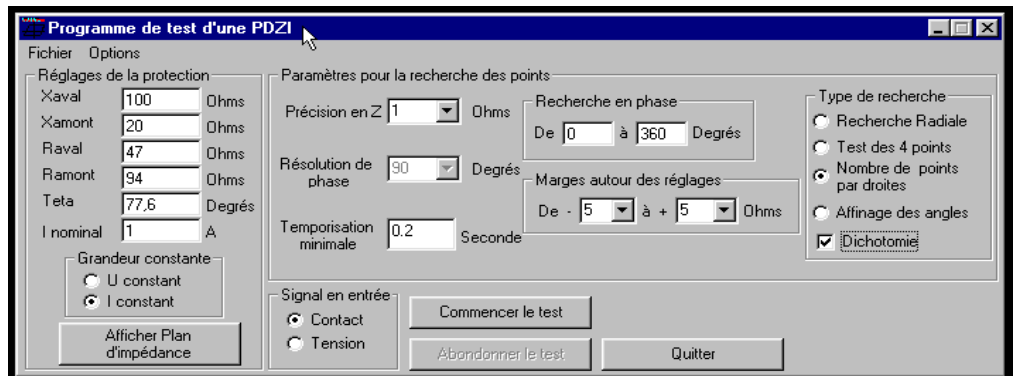 Programme de test d'une PDZI
Fichier Options
Réglages de la protection
Xaval 100 Ohms
Xamont 20 Ohms
Raval 47 Ohms
Ramont 94 Ohms
Teta 77,6 Degrés
I nominal 1 A
Grandeur constante
U constant
I constant
Afficher Plan
d'impédance
Paramètres pour la recherche des points
Précision en Z 1 Ohms
Résolution de
phase
90 Degrés
Temporisation
minimale
0.2 Seconde
Recherche en phase
De 0 à 360 Degrés
Marges autour des réglages
De - 5 à + 5 Ohms
Type de recherche
Recherche Radiale
Test des 4 points
Nombre de points
par droites
Affinage des angles
Dichotomie
Signal en entrée
Contact
Tension
Commencer le test
Abandonner le test
Quitter